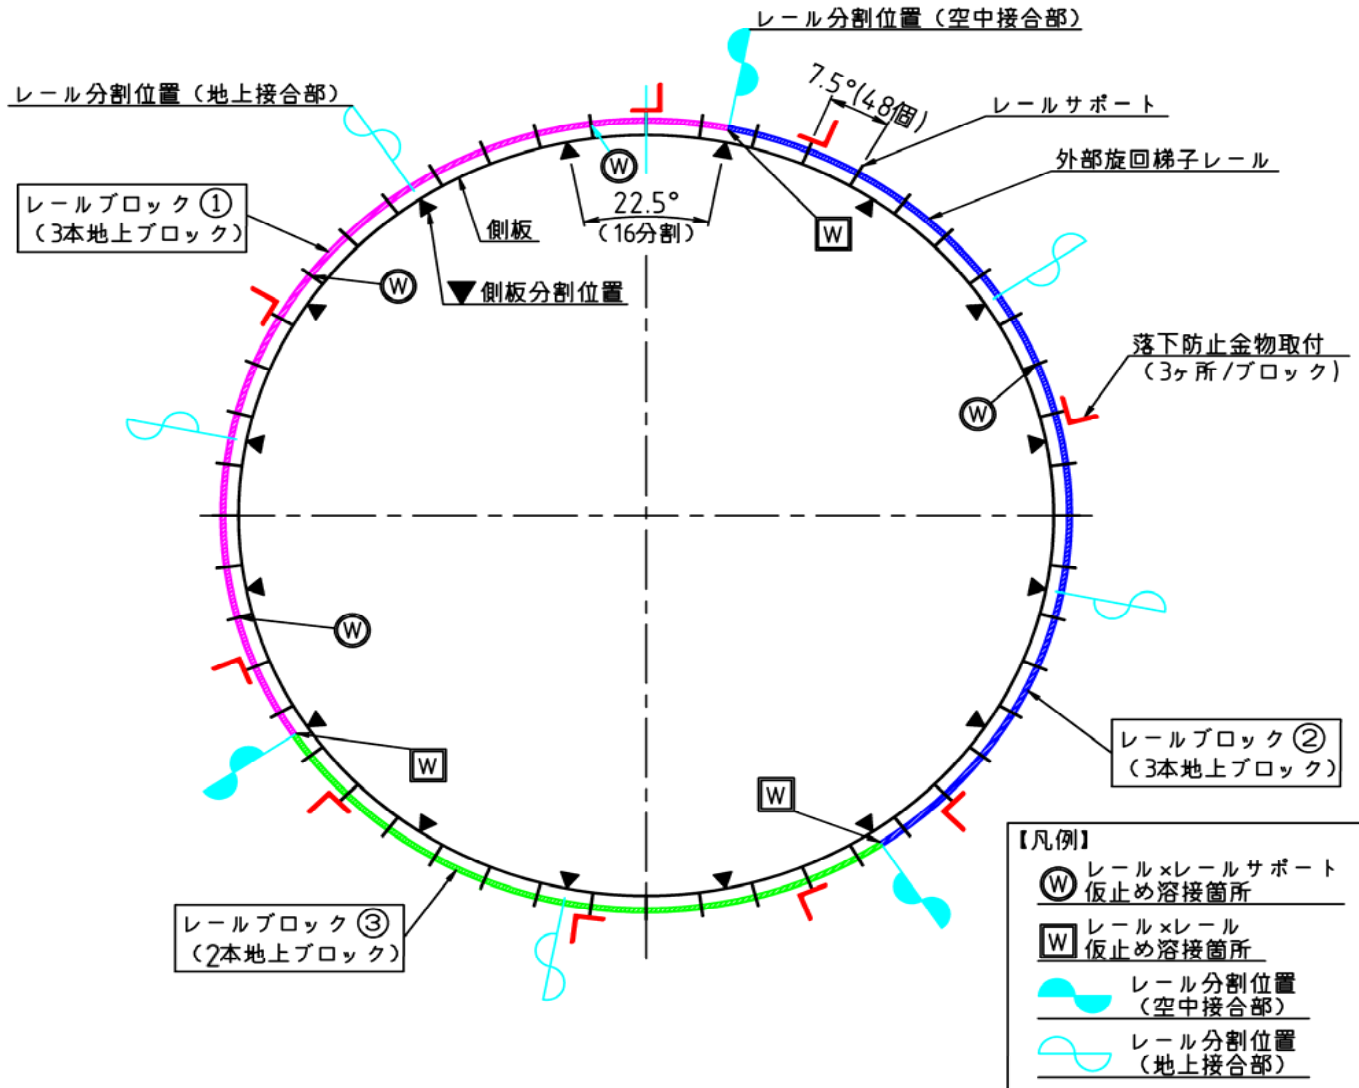 レール分割位置（空中接合部）
レール分割位置（地上接合部）
7.5°(48個)
レールサポート
外部旋回梯子レール
レールブロック①
（3本地上ブロック）
側板
22.5°
（16分割）
W
W
W
▼側板分割位置
落下防止金物取付
（3ヶ所/ブロック）
W
W
W
W
レールブロック②
（3本地上ブロック）
レールブロック③
（2本地上ブロック）
【凡例】
W レール×レールサポート
仮止め溶接箇所
W レール×レール
仮止め溶接箇所
レール分割位置
（空中接合部）
レール分割位置
（地上接合部）